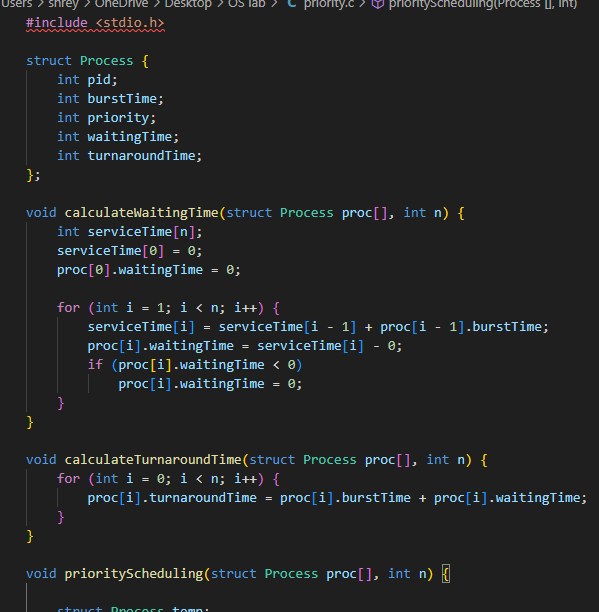 Users > shrey > OneDrive > Desktop > OS lab > C priority.c > priorityScheduling(Process [], int)
#include <stdio.h>
struct Process {
    int pid;
    int burstTime;
    int priority;
    int waitingTime;
    int turnaroundTime;
};
void calculateWaitingTime(struct Process proc[], int n) {
    int serviceTime[n];
    serviceTime[0] = 0;
    proc[0].waitingTime = 0;
    for (int i = 1; i < n; i++) {
        serviceTime[i] = serviceTime[i - 1] + proc[i - 1].burstTime;
        proc[i].waitingTime = serviceTime[i] - 0;
        if (proc[i].waitingTime < 0)
            proc[i].waitingTime = 0;
    }
}
void calculateTurnaroundTime(struct Process proc[], int n) {
    for (int i = 0; i < n; i++) {
        proc[i].turnaroundTime = proc[i].burstTime + proc[i].waitingTime;
    }
}
void priorityScheduling(struct Process proc[], int n) {
    struct Process temp;